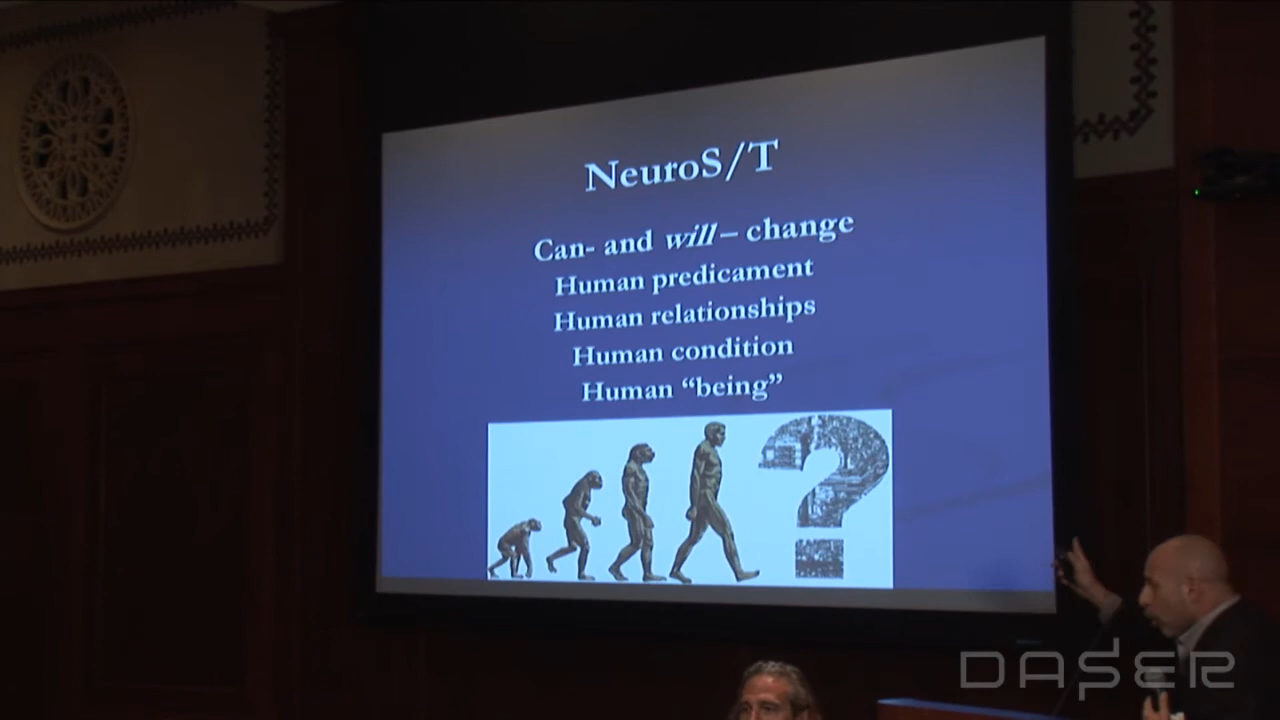 NeuroS/T
Can- and will – change
Human predicament
Human relationships
Human condition
Human “being”
?
DASER